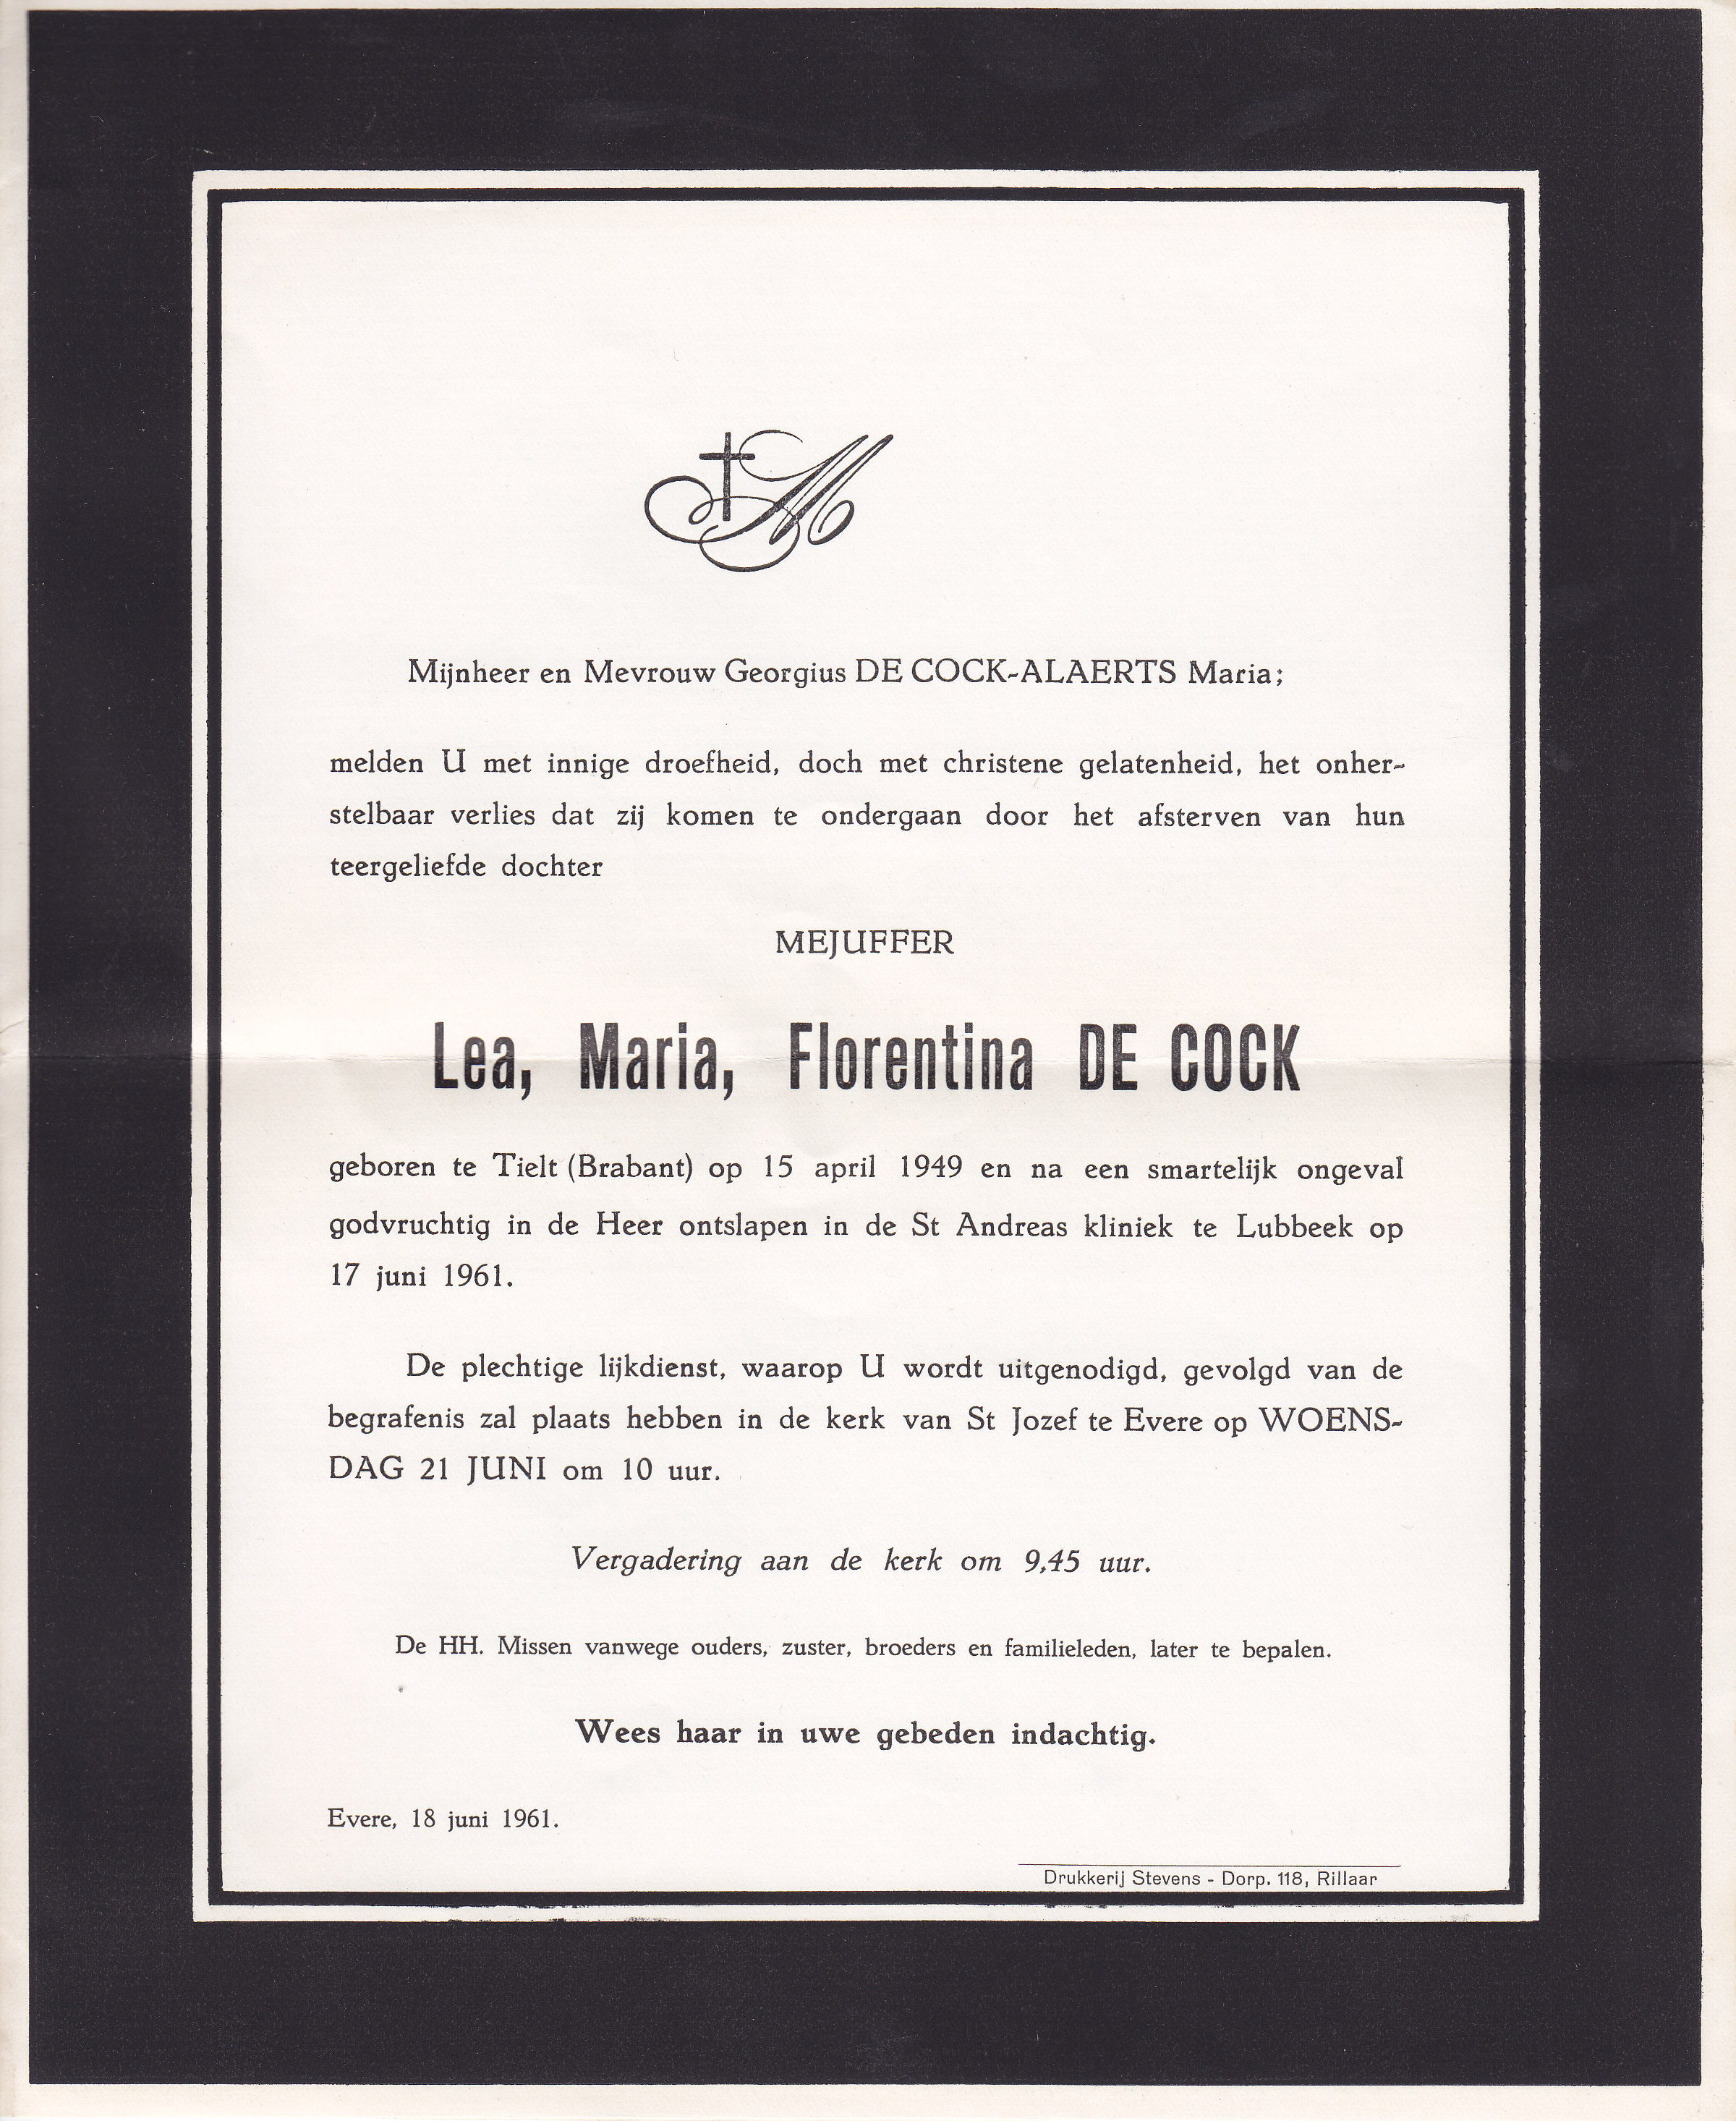 M
Mijnheer en Mevrouw Georgius DE COCK-ALAERTS Maria;
melden U met innige droefheid, doch met christene gelatenheid, het onher-
stelbaar verlies dat zij komen te ondergaan door het afsterven van hun
teergeliefde dochter
MEJUFFER
Lea, Maria, Florentina DE COCK
geboren te Tielt (Brabant) op 15 april 1949 en na een smartelijk ongeval
godvruchtig in de Heer ontslapen in de St Andreas kliniek te Lubbeek op
17 juni 1961.
De plechtige lijkdienst, waarop U wordt uitgenodigd, gevolgd van de
begrafenis zal plaats hebben in de kerk van St Jozef te Evere op WOENS-
DAG 21 JUNI om 10 uur.
Vergadering aan de kerk om 9,45 uur.
De HH. Missen vanwege ouders, zuster, broeders en familieleden, later te bepalen.
Wees haar in uwe gebeden indachtig.
Evere, 18 juni 1961.
Drukkerij Stevens - Dorp. 118, Rillaar